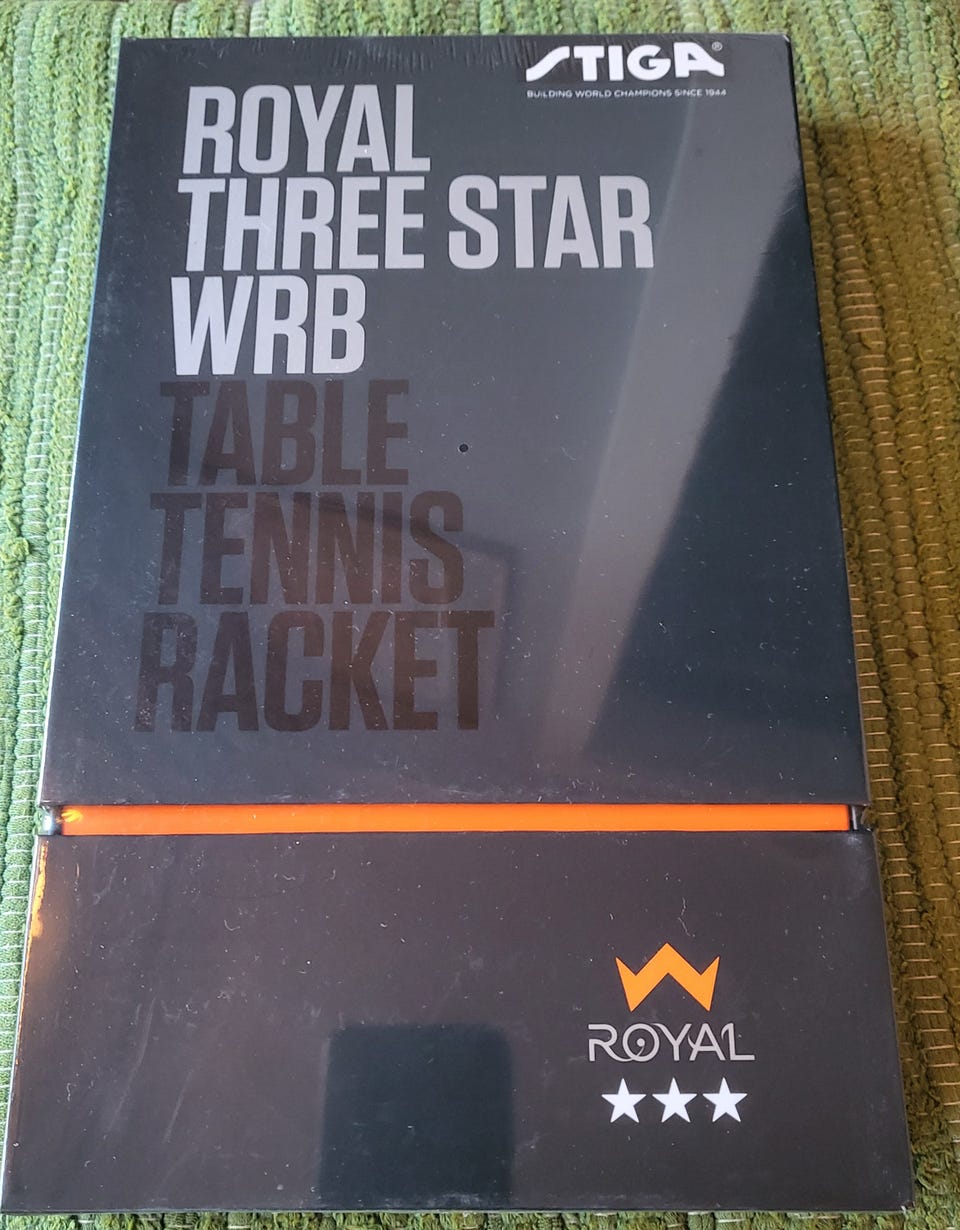 STIGA®
BUILDING WORLD CHAMPIONS SINCE 1944
ROYAL
THREE STAR
WRB
TABLE
TENNIS
RACKET
ROYAL